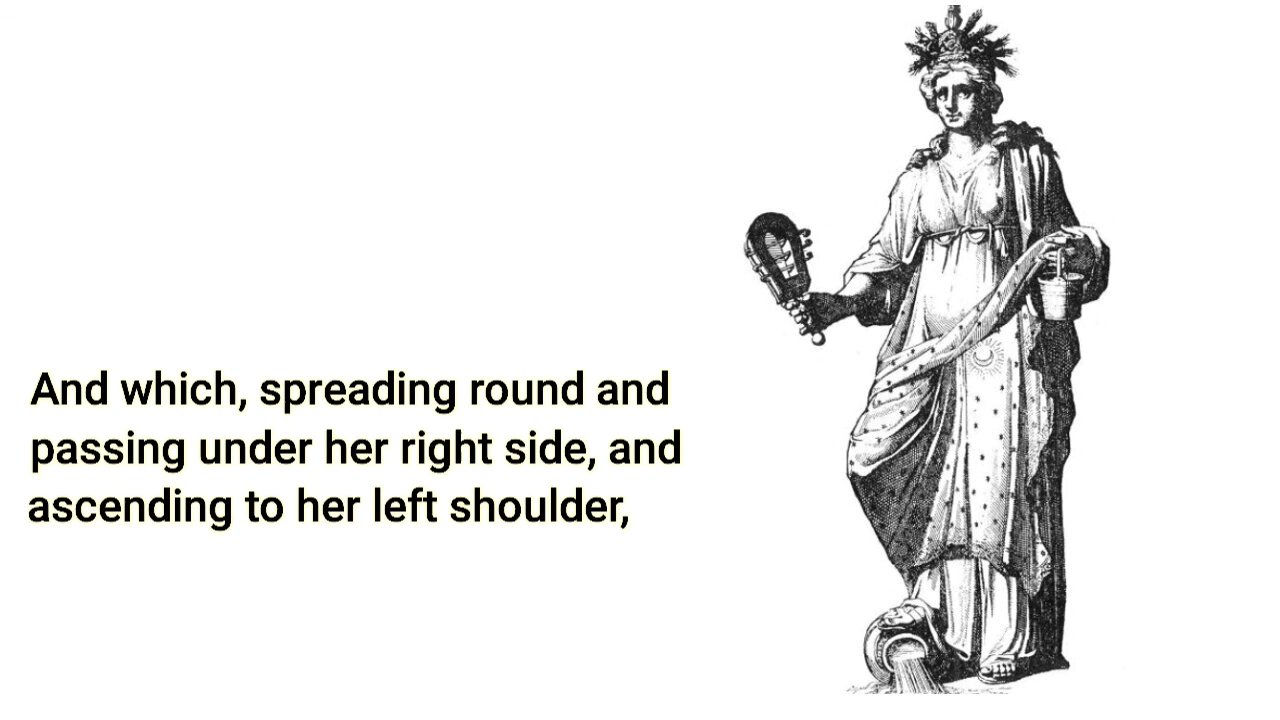 And which, spreading round and
passing under her right side, and
ascending to her left shoulder,